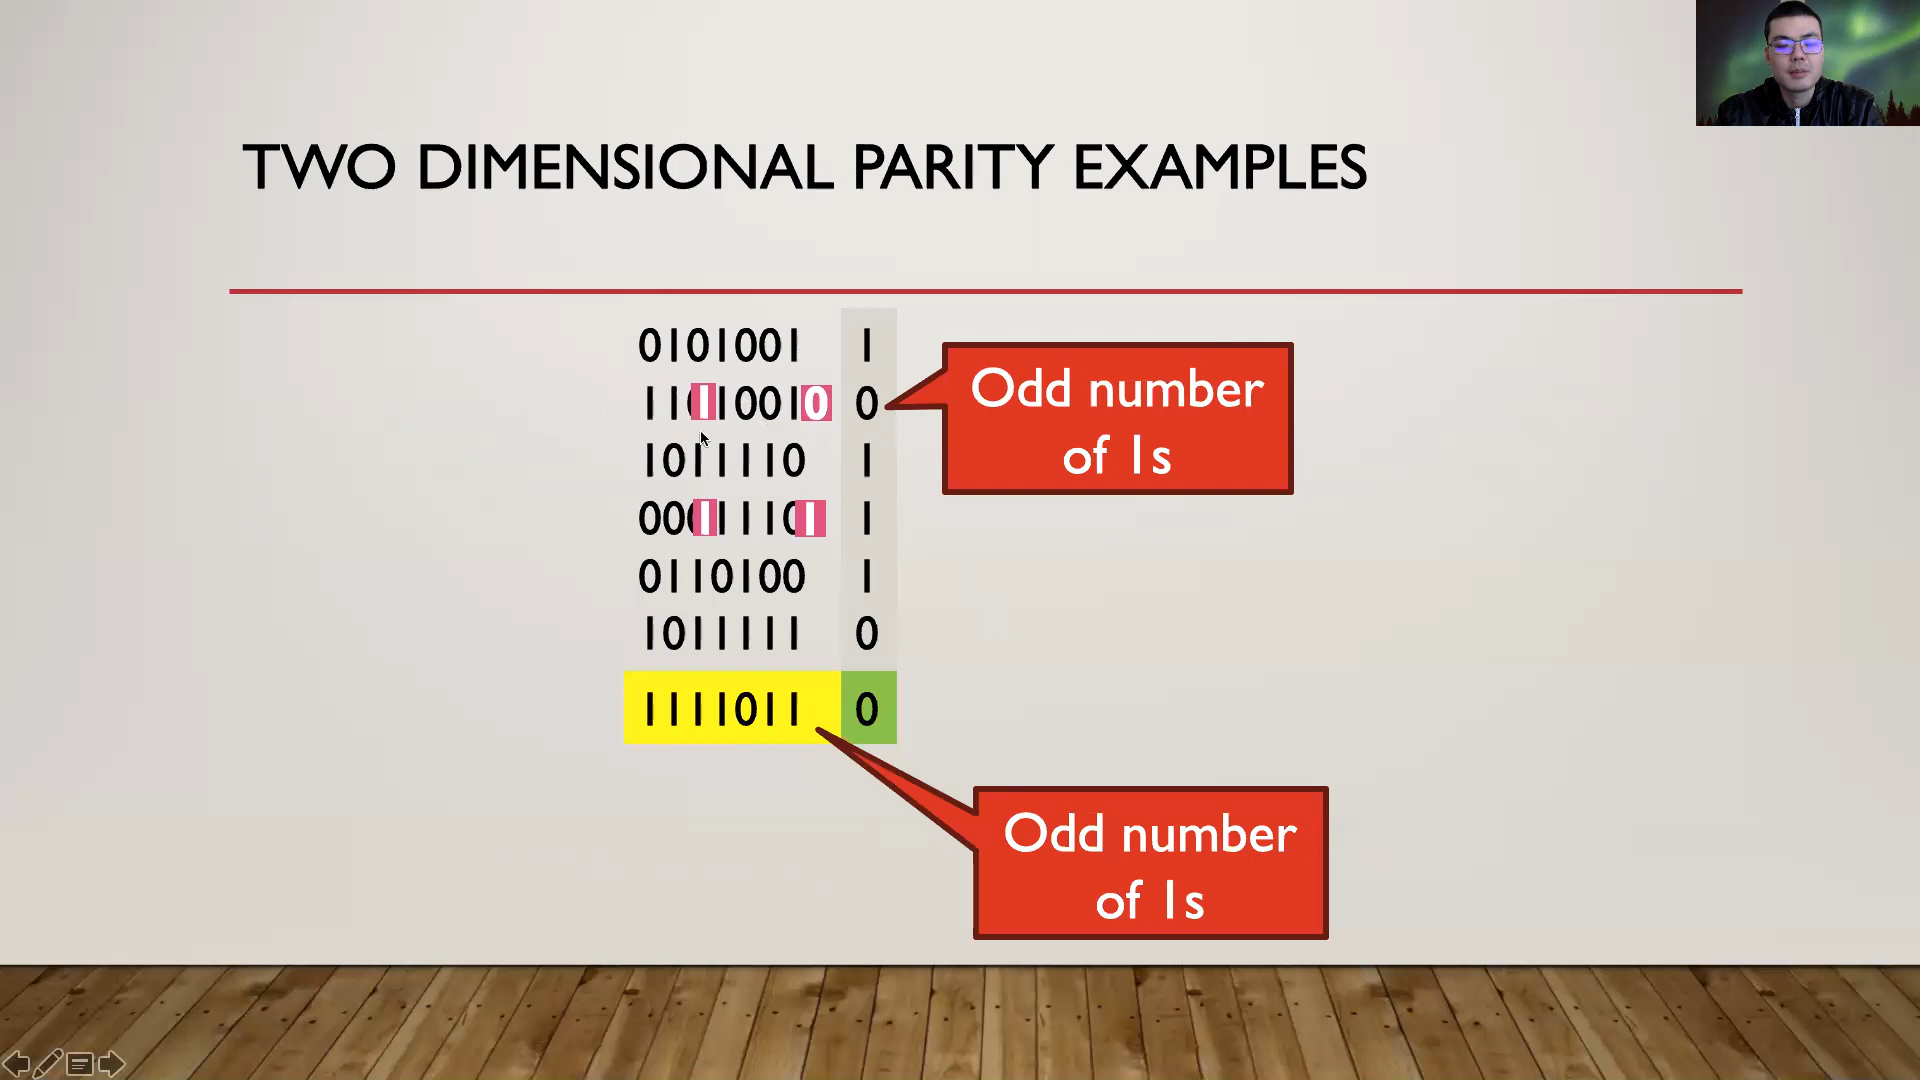 TWO DIMENSIONAL PARITY EXAMPLES
0101001 1
11110010 0
1011110 1
00111101 1
0110100 1
1011111 0
1111011 0
Odd number
of 1s
Odd number
of 1s